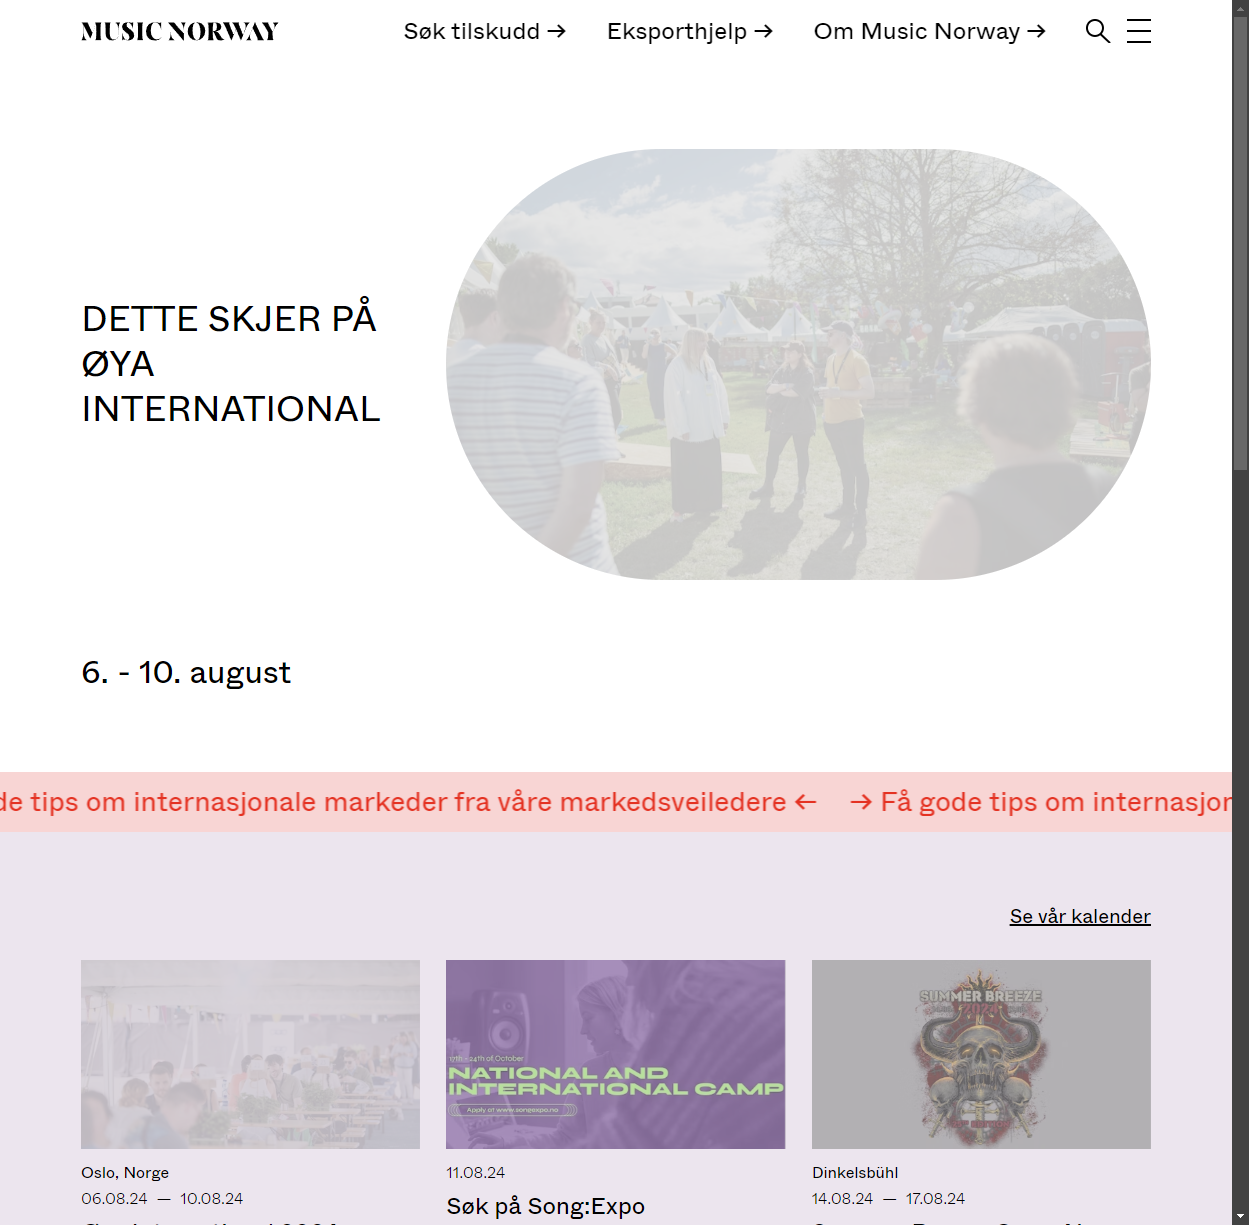 MUSIC NORWAY
Søk tilskudd →
Eksporthjelp →
Om Music Norway →
DETTE SKJER PÅ
ØYA
INTERNATIONAL
6. - 10. august
de tips om internasjonale markeder fra våre markedsveiledere ← → Få gode tips om internasjon
Se vår kalender
17th - 24th of October
NATIONAL AND
INTERNATIONAL CAMP
Apply at www.songexpo.no
SUMMER BREEZE
2024
Oslo, Norge
06.08.24 — 10.08.24
11.08.24
Søk på Song:Expo
Dinkelsbühl
14.08.24 — 17.08.24